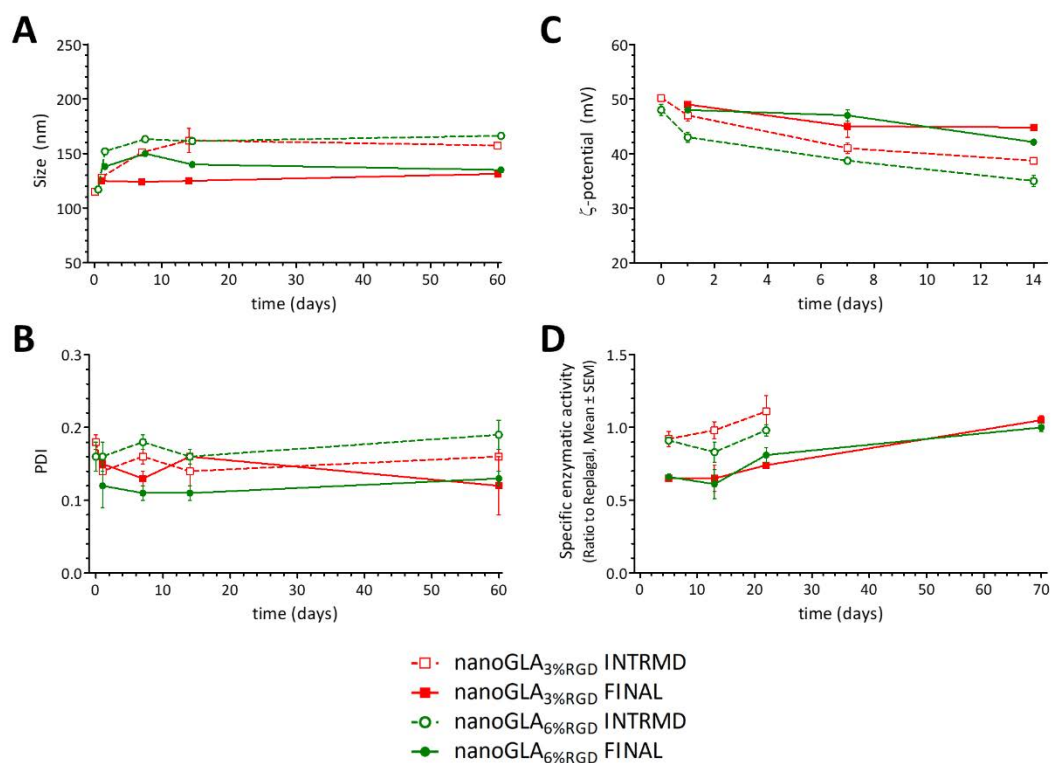 A
250
200
150
100
50
Size (nm)
0 10 20 30 40 50 60
time (days)
C
60
50
40
30
20
ζ-potential (mV)
0 2 4 6 8 10 12 14
time (days)
B
0.3
0.2
0.1
0.0
PDI
0 10 20 30 40 50 60
time (days)
D
1.5
1.0
0.5
0.0
Specific enzymatic activity
(Ratio to Replagal, Mean ± SEM)
0 10 20 30 40 50 60 70
time (days)
nanoGLA3%RGD INTRMD
nanoGLA3%RGD FINAL
nanoGLA6%RGD INTRMD
nanoGLA6%RGD FINAL